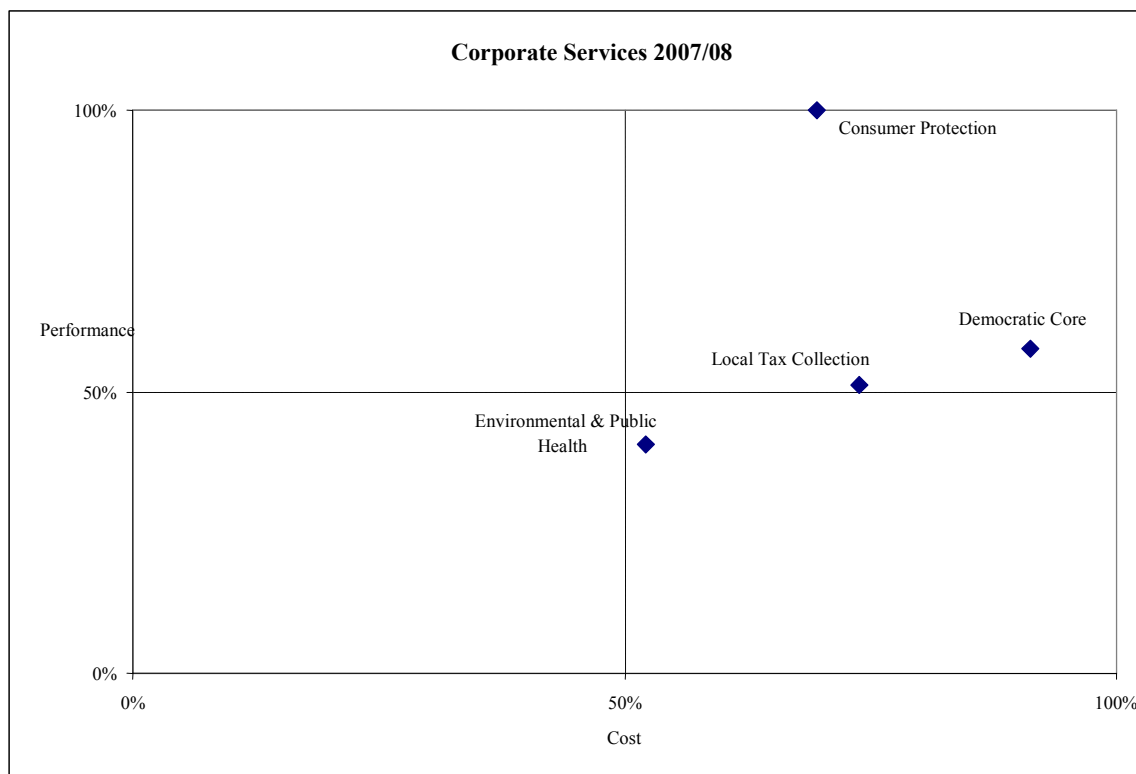 Corporate Services 2007/08
100%
Consumer Protection
Democratic Core
Performance
Local Tax Collection
50%
Environmental & Public
Health
0%
0%
50%
100%
Cost